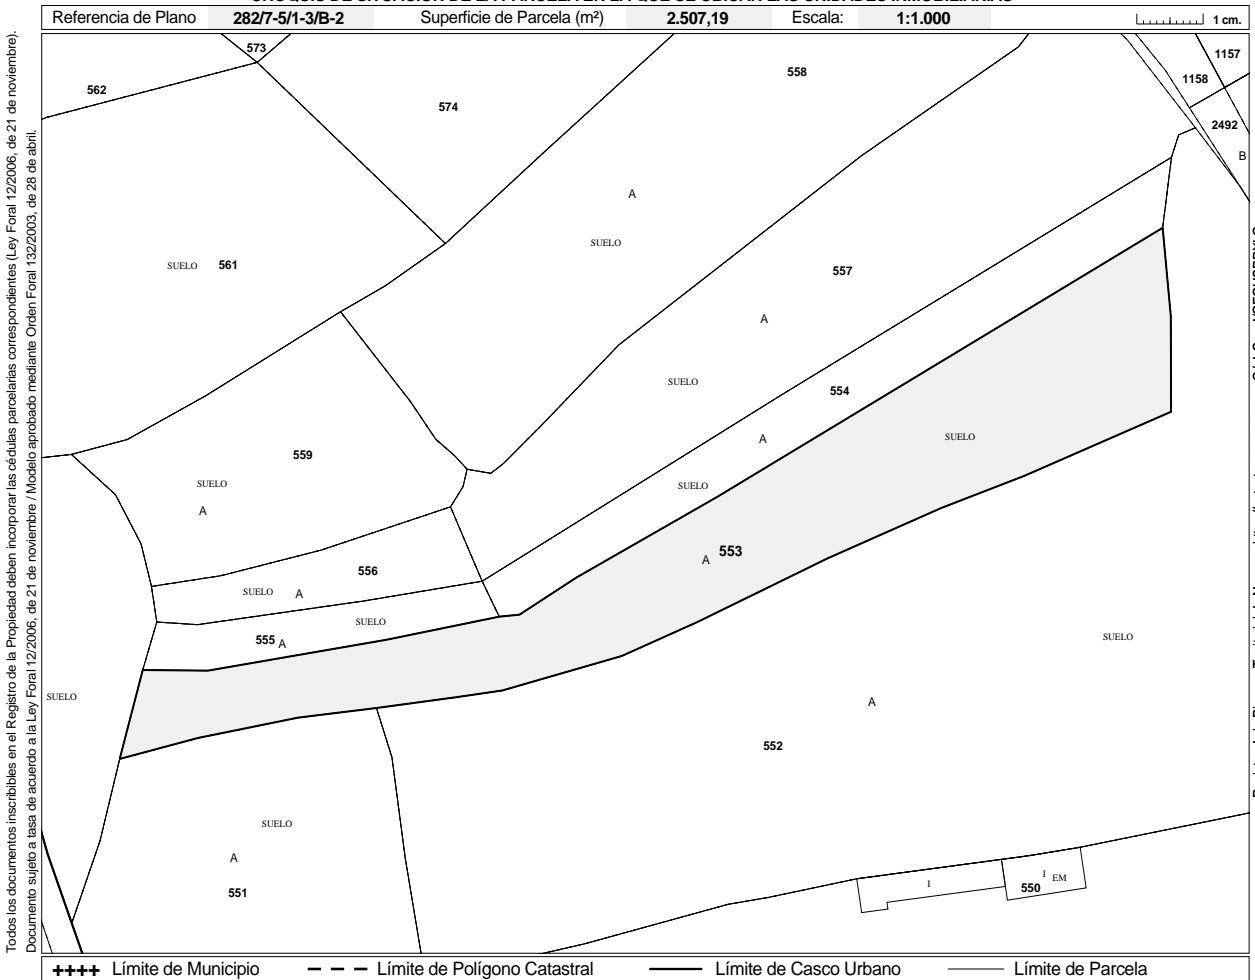 Referencia de Plano 282/7-5/1-3/B-2 Superficie de Parcela (m²) 2.507,19 Escala: 1:1.000 1 cm.
Todos los documentos inscribibles en el Registro de la Propiedad deben incorporar las cédulas parcelarias correspondientes (Ley Foral 12/2006, de 21 de noviembre).
Documento sujeto a tasa de acuerdo a la Ley Foral 12/2006, de 21 de noviembre / Modelo aprobado mediante Orden Foral 132/2003, de 28 de abril.
573
1157
558
1158
562
574
2492
B
A
SUELO
SUELO 561
557
A
SUELO
554
A
SUELO
559
SUELO
SUELO
A
553
A
556
SUELO A
SUELO
555 A
SUELO
SUELO
A
552
SUELO
A
551
I
I EM
550
++++ Límite de Municipio
Límite de Polígono Catastral
Límite de Casco Urbano
Límite de Parcela